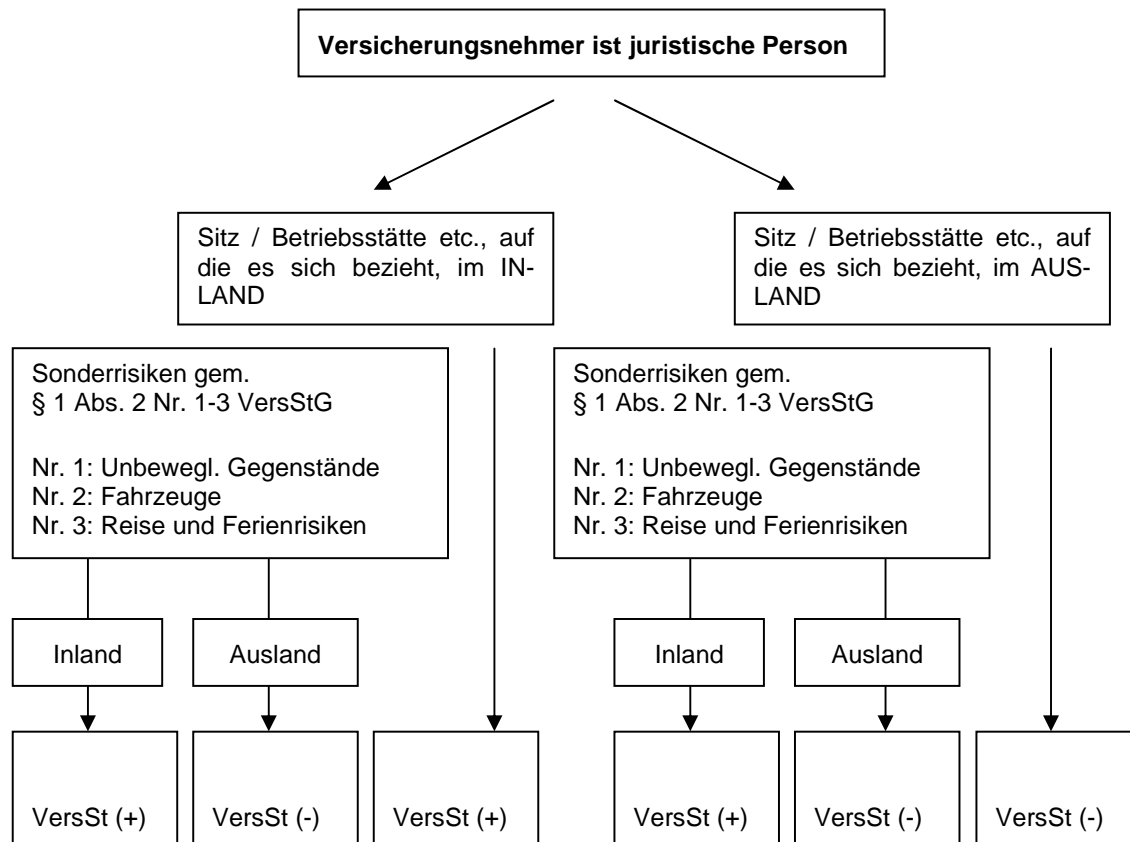 Versicherungsnehmer ist juristische Person
Sitz / Betriebsstätte etc., auf
die es sich bezieht, im IN-
LAND
Sitz / Betriebsstätte etc., auf
die es sich bezieht, im AUS-
LAND
Sonderrisiken gem.
§ 1 Abs. 2 Nr. 1-3 VersStG
Nr. 1: Unbewegl. Gegenstände
Nr. 2: Fahrzeuge
Nr. 3: Reise und Ferienrisiken
Sonderrisiken gem.
§ 1 Abs. 2 Nr. 1-3 VersStG
Nr. 1: Unbewegl. Gegenstände
Nr. 2: Fahrzeuge
Nr. 3: Reise und Ferienrisiken
Inland
Ausland
Inland
Ausland
VersSt (+)
VersSt (-)
VersSt (+)
VersSt (+)
VersSt (-)
VersSt (-)